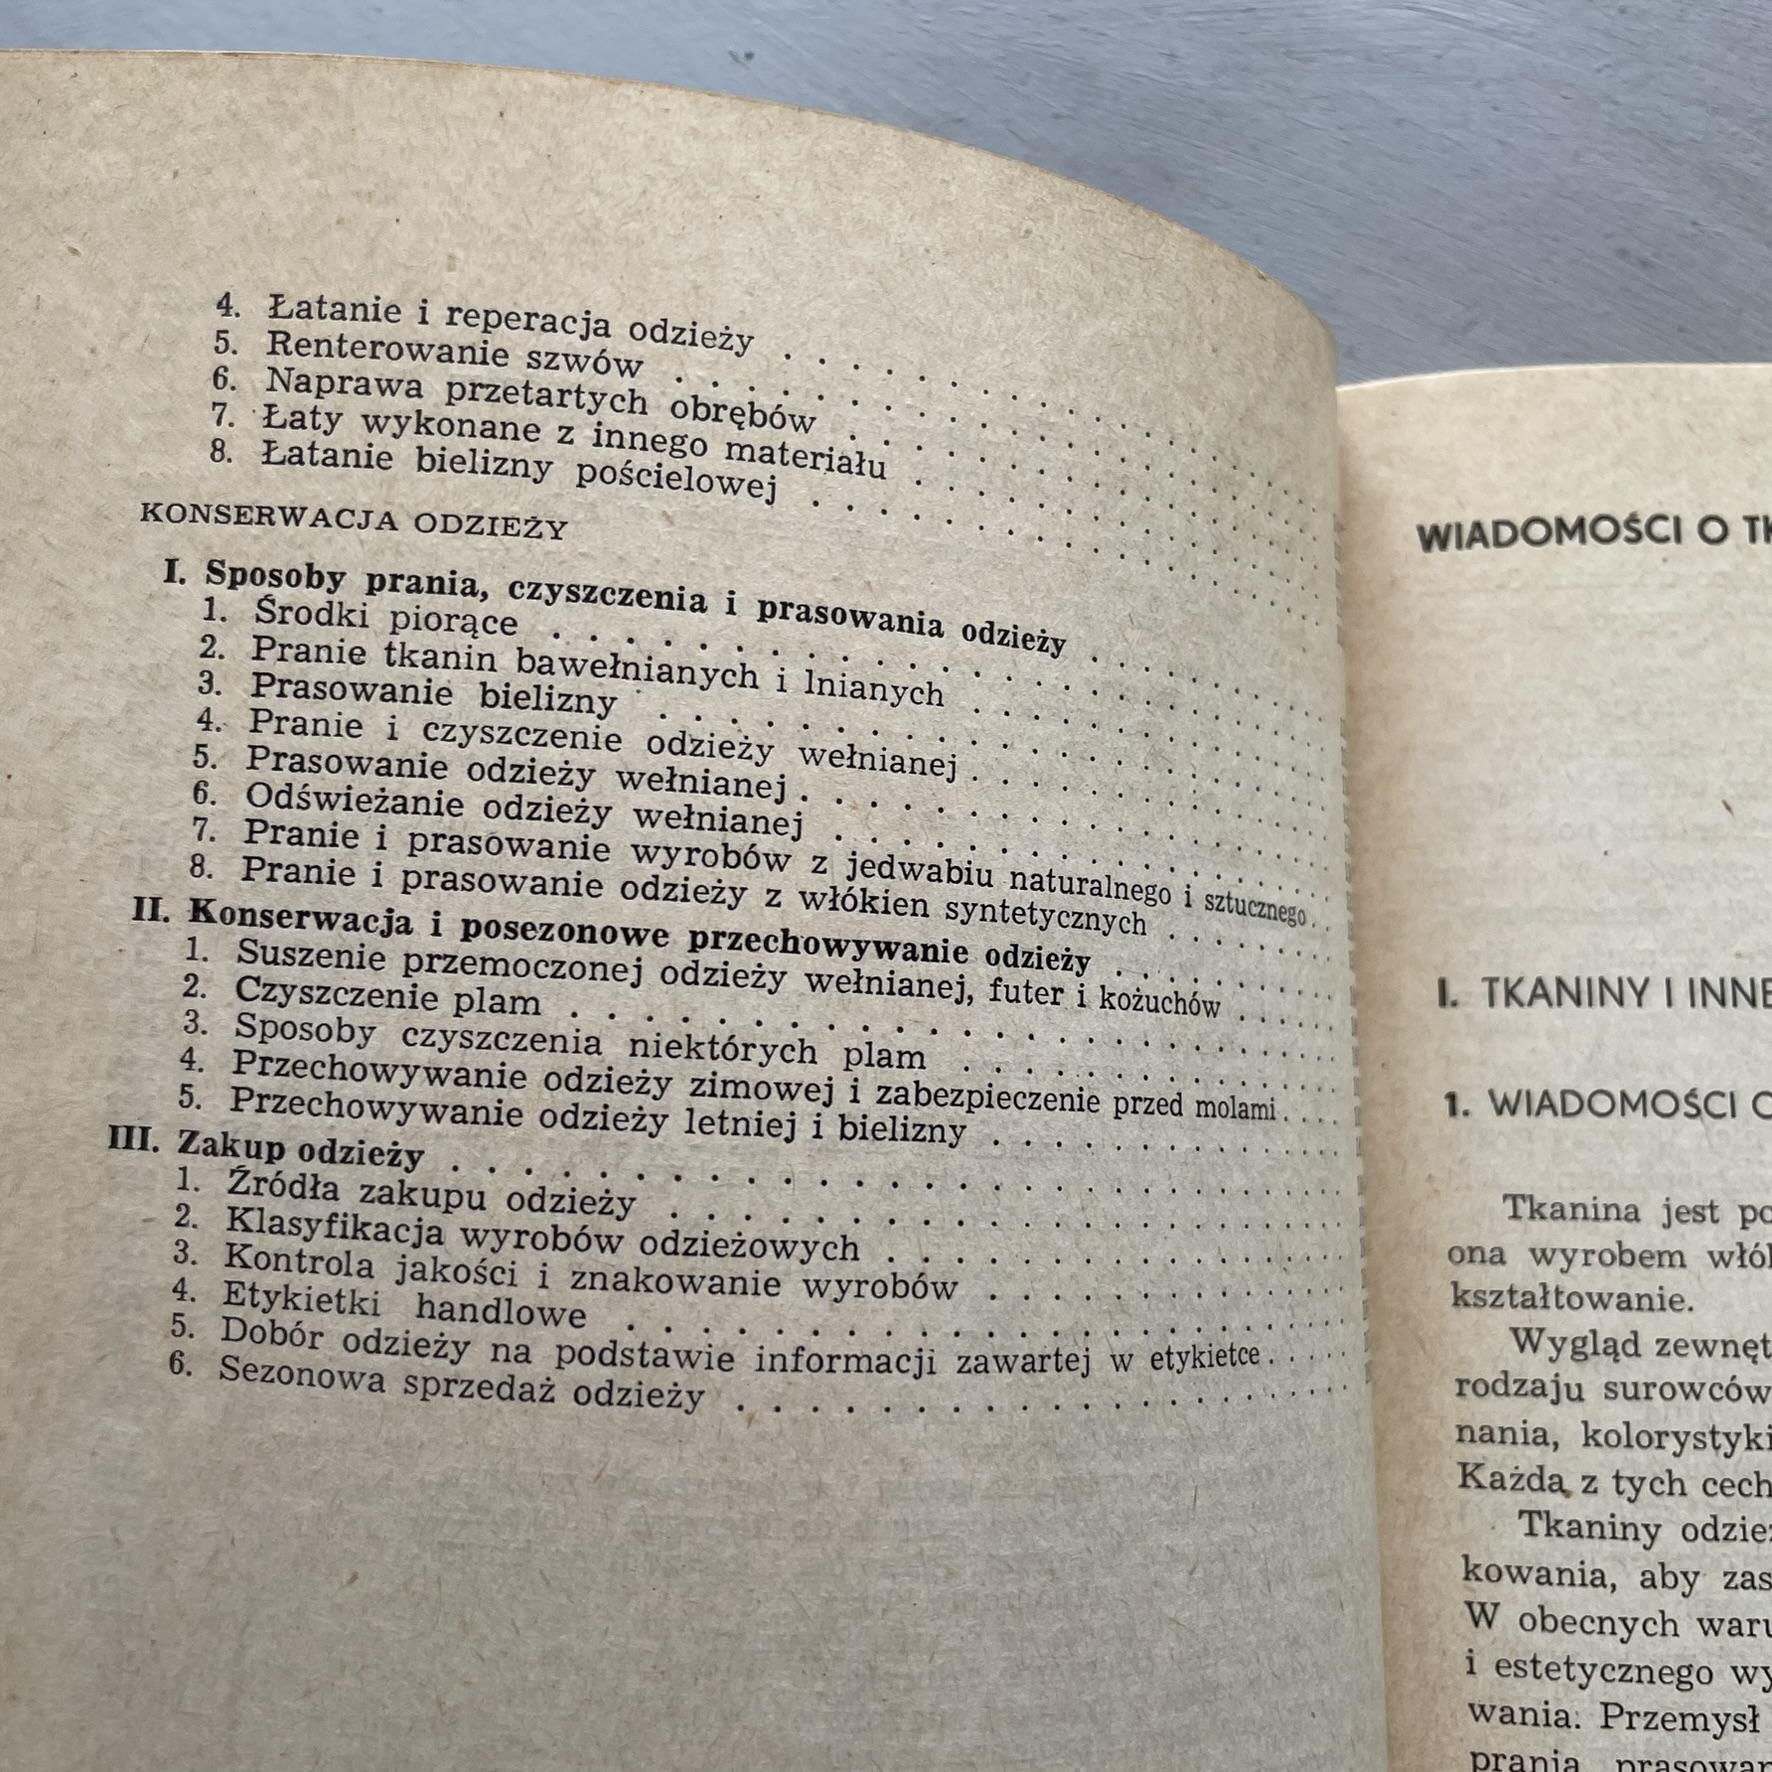 4. Łatanie i reperacja odzieży . . . . . . . . . . . . . . .
5. Renterowanie szwów . . . . . . . . . . . . . . . . . .
6. Naprawa przetartych obrębów . . . . . . . . . . . . . .
7. Łaty wykonane z innego materiału . . . . . . . . . . . .
8. Łatanie bielizny pościelowej . . . . . . . . . . . . . . .
KONSERWACJA ODZIEŻY
I. Sposoby prania, czyszczenia i prasowania odzieży . . . . . . .
1. Środki piorące . . . . . . . . . . . . . . . . . . . .
2. Pranie tkanin bawełnianych i lnianych . . . . . . . . . . .
3. Prasowanie bielizny . . . . . . . . . . . . . . . . . .
4. Pranie i czyszczenie odzieży wełnianej . . . . . . . . . . .
5. Prasowanie odzieży wełnianej . . . . . . . . . . . . . .
6. Odświeżanie odzieży wełnianej . . . . . . . . . . . . . .
7. Pranie i prasowanie wyrobów z jedwabiu naturalnego i sztucznego . .
8. Pranie i prasowanie odzieży z włókien syntetycznych . . . . . . .
II. Konserwacja i posezonowe przechowywanie odzieży . . . . . . . .
1. Suszenie przemoczonej odzieży wełnianej, futer i kożuchów . . . . .
2. Czyszczenie plam . . . . . . . . . . . . . . . . . . .
3. Sposoby czyszczenia niektórych plam . . . . . . . . . . . .
4. Przechowywanie odzieży zimowej i zabezpieczenie przed molami . . . .
5. Przechowywanie odzieży letniej i bielizny . . . . . . . . . . .
III. Zakup odzieży . . . . . . . . . . . . . . . . . . . . .
1. Źródła zakupu odzieży . . . . . . . . . . . . . . . . .
2. Klasyfikacja wyrobów odzieżowych . . . . . . . . . . . . .
3. Kontrola jakości i znakowanie wyrobów . . . . . . . . . . .
4. Etykietki handlowe . . . . . . . . . . . . . . . . . .
5. Dobór odzieży na podstawie informacji zawartej w etykietce . . . . .
6. Sezonowa sprzedaż odzieży . . . . . . . . . . . . . . . .
WIADOMOŚCI O
I. TKANINY I INNE
1. WIADOMOŚCI
Tkanina jest
ona wyrobem
kształtowanie.
Wygląd
rodzaju surowców
nania, kolorystyki
Każda z tych cech
Tkaniny
kowania, aby
W obecnych
i estetycznego
wania. Przemysł
prania